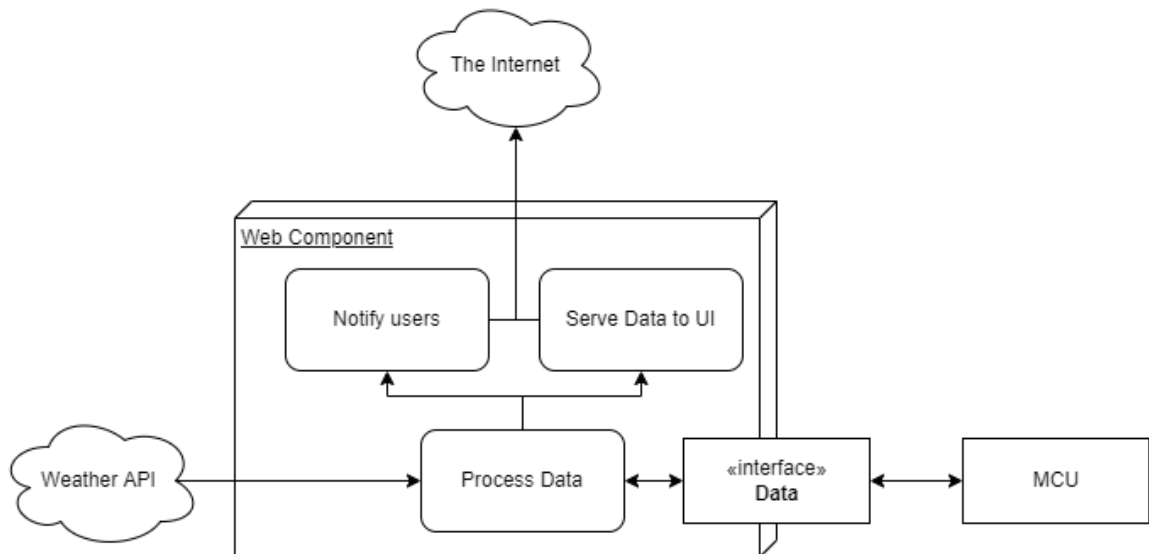 The Internet
Web Component
Notify users
Serve Data to UI
Weather API
Process Data
«interface»
Data
MCU